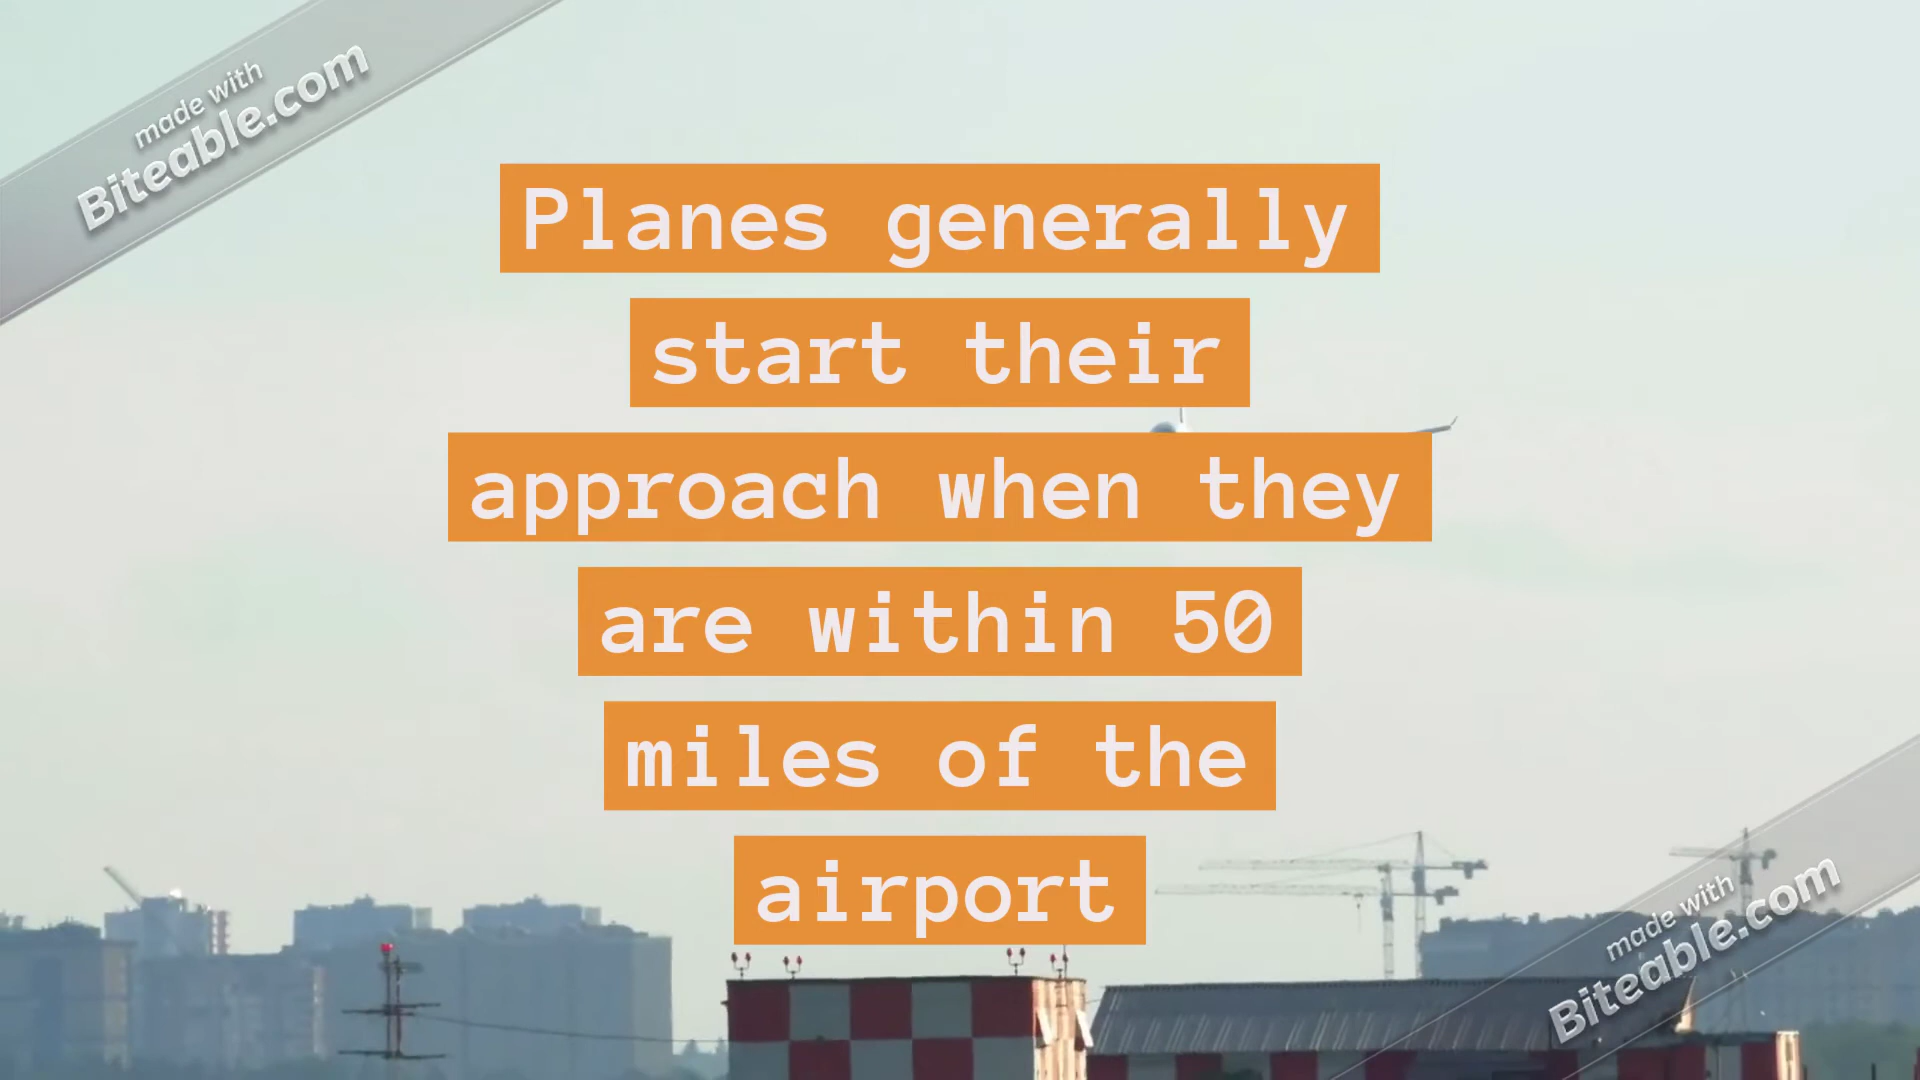 made with
Biteable.com
Planes generally
start their
approach when they
are within 50
miles of the
airport
made with
Biteable.com